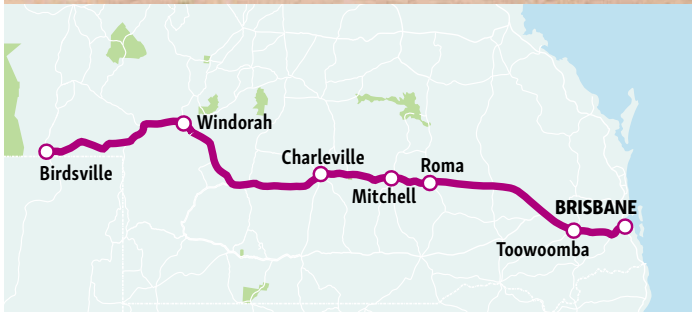 Windorah
Birdsville
Charleville
Mitchell
Roma
BRISBANE
Toowoomba